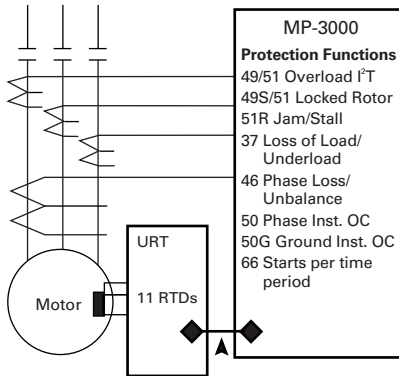 MP-3000
Protection Functions
49/51 Overload I²T
49S/51 Locked Rotor
51R Jam/Stall
37 Loss of Load/
Underload
46 Phase Loss/
Unbalance
50 Phase Inst. OC
50G Ground Inst. OC
66 Starts per time
period
URT
11 RTDs
Motor